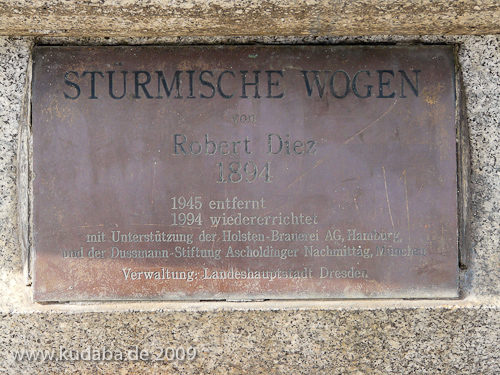 STÜRMISCHE WOGEN
von
Robert Diez
1894
1945 entfernt
1994 wiedererrichtet
mit Unterstützung der Holsten-Brauerei AG, Hamburg,
und der Dussmann-Stiftung Ascholdinger Nachmittag, München
Verwaltung: Landeshauptstadt Dresden
www.kudaba.de 2009